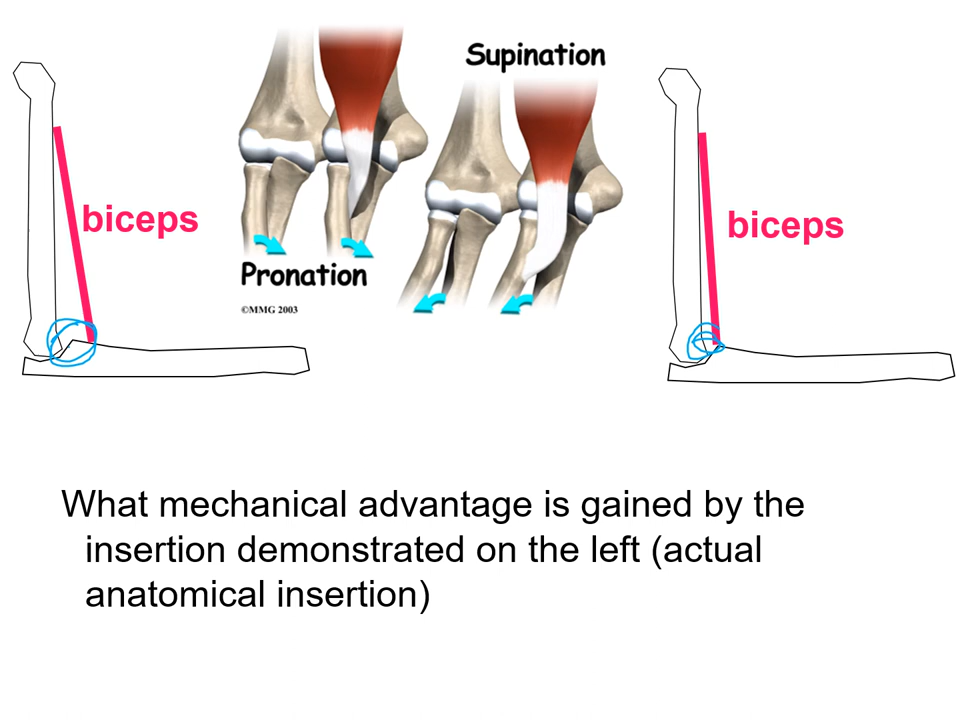 Supination
biceps
biceps
Pronation
©MMG 2003
What mechanical advantage is gained by the
insertion demonstrated on the left (actual
anatomical insertion)